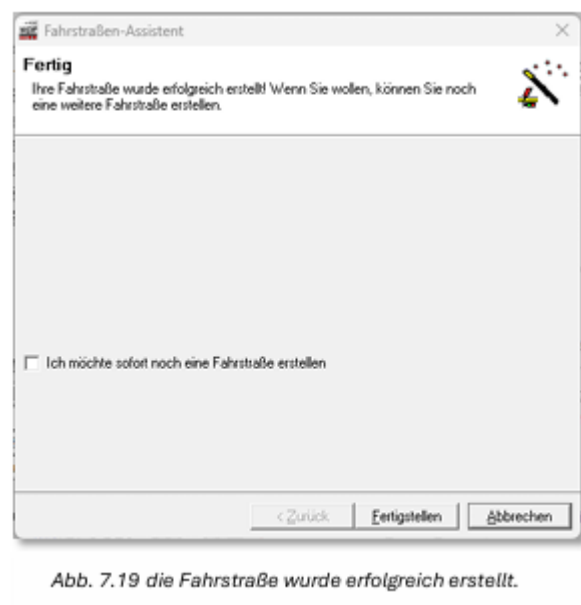 Fahrstraßen-Assistent
Fertig
Ihre Fahrstraße wurde erfolgreich erstellt! Wenn Sie wollen, können Sie noch
eine weitere Fahrstraße erstellen.
Ich möchte sofort noch eine Fahrstraße erstellen
< Zurück
Fertigstellen
Abbrechen
Abb. 7.19 die Fahrstraße wurde erfolgreich erstellt.